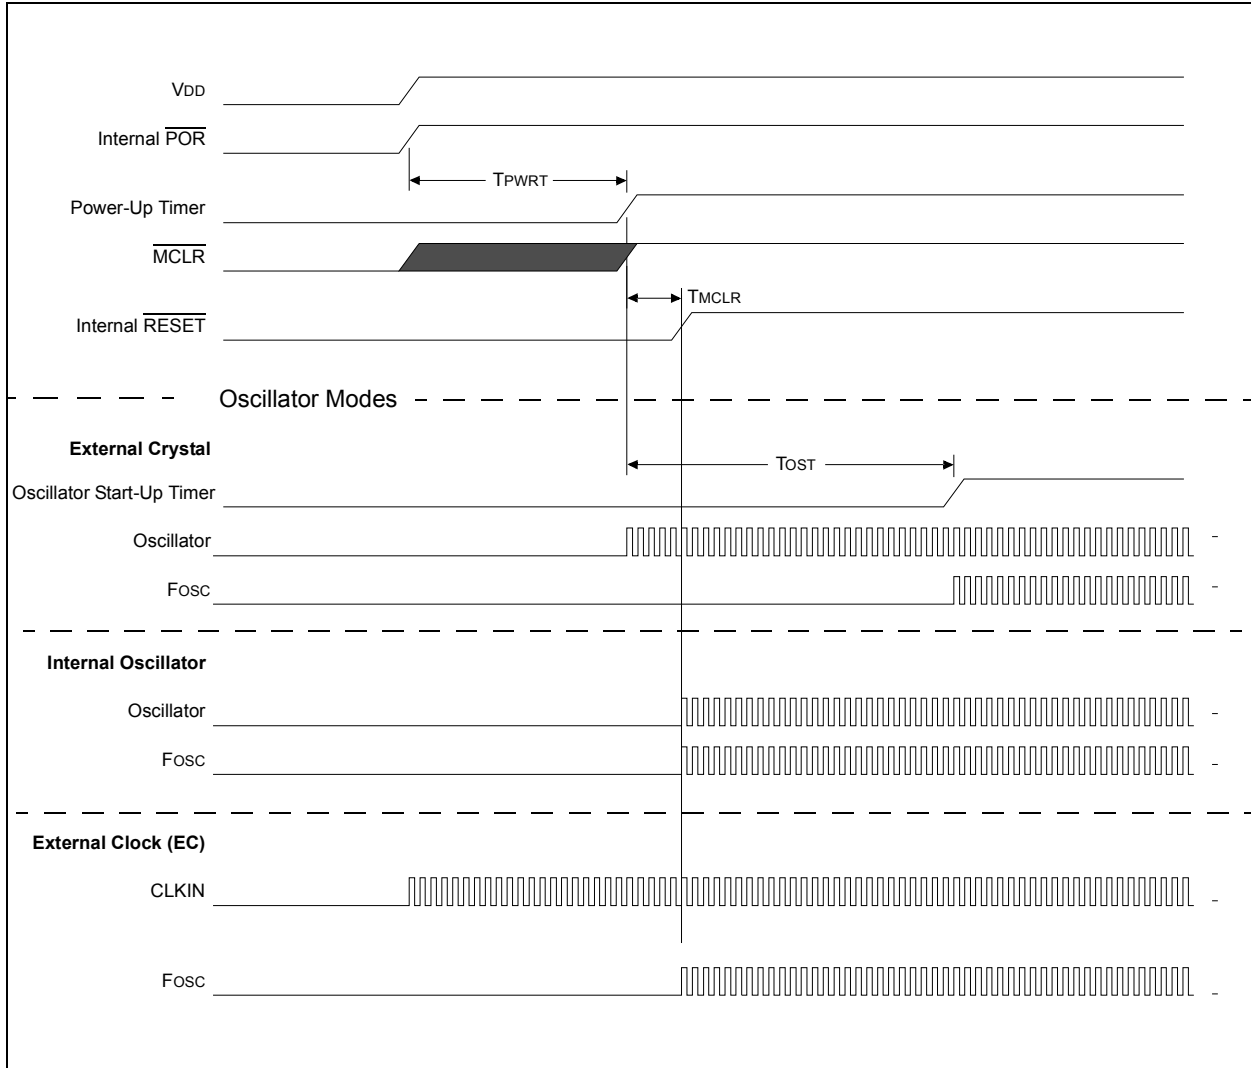 VDD
Internal POR
TPWRT
Power-Up Timer
MCLR
TMCLR
Internal RESET
Oscillator Modes
External Crystal
TOST
Oscillator Start-Up Timer
Oscillator
FOSC
Internal Oscillator
Oscillator
FOSC
External Clock (EC)
CLKIN
FOSC